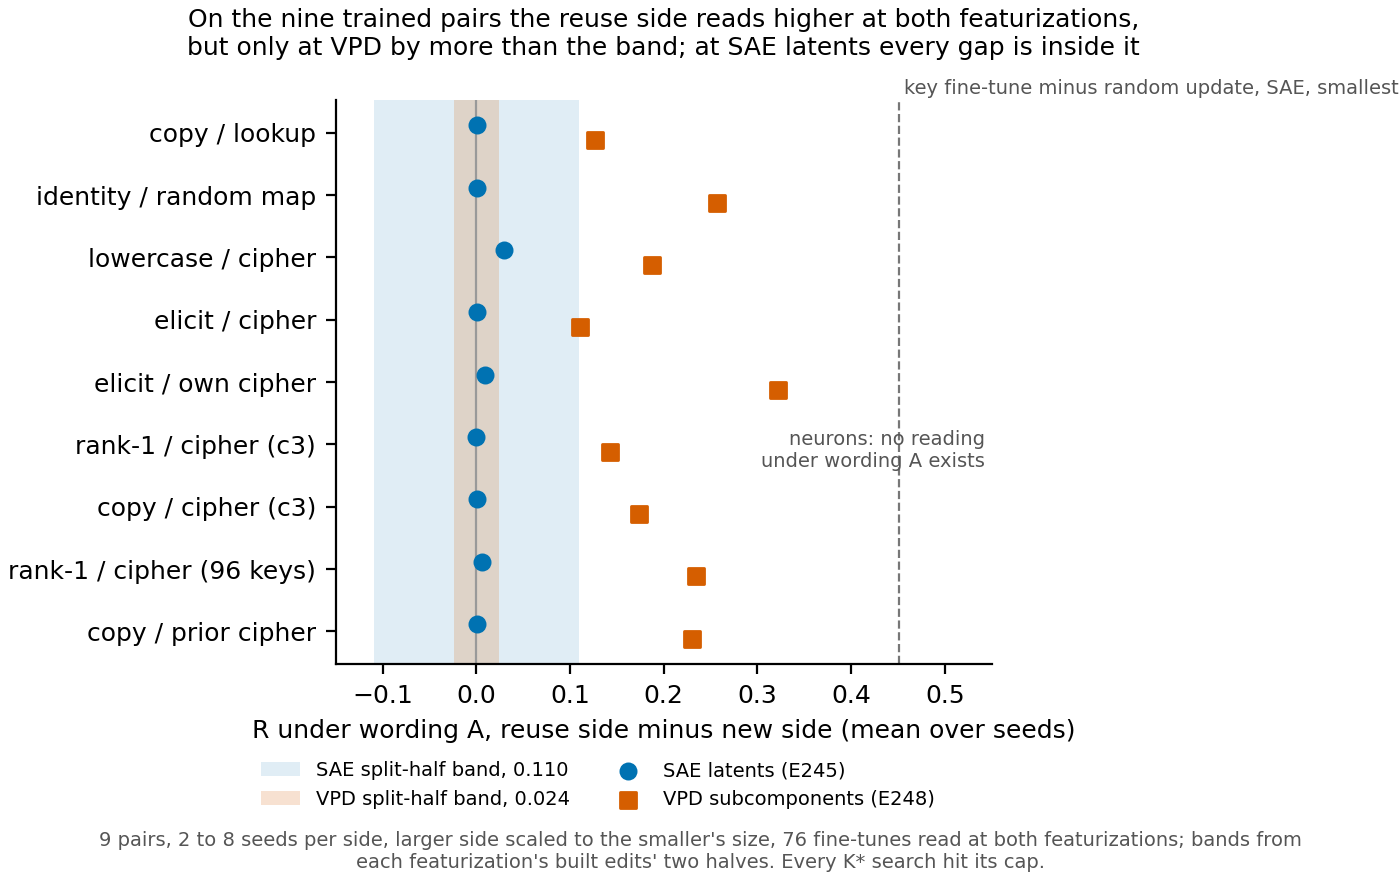 On the nine trained pairs the reuse side reads higher at both featurizations,
but only at VPD by more than the band; at SAE latents every gap is inside it
key fine-tune minus random update, SAE, smallest
copy / lookup
identity / random map
lowercase / cipher
elicit / cipher
elicit / own cipher
rank-1 / cipher (c3)
copy / cipher (c3)
rank-1 / cipher (96 keys)
copy / prior cipher
neurons: no reading
under wording A exists
−0.1 0.0 0.1 0.2 0.3 0.4 0.5
R under wording A, reuse side minus new side (mean over seeds)
SAE split-half band, 0.110
VPD split-half band, 0.024
SAE latents (E245)
VPD subcomponents (E248)
9 pairs, 2 to 8 seeds per side, larger side scaled to the smaller's size, 76 fine-tunes read at both featurizations; bands from
each featurization's built edits' two halves. Every K* search hit its cap.